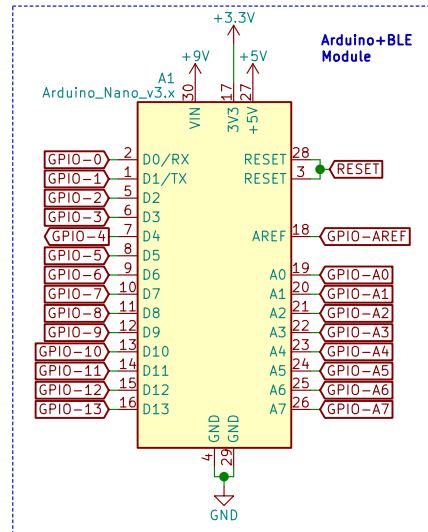 +3.3V
Arduino+BLE
Module
+9V +5V
A1
Arduino_Nano_v3.x
30 17 27
VIN 3V3 +5V
GPIO-0 2 D0/RX RESET 28
GPIO-1 1 D1/TX RESET 3 RESET
GPIO-2 5 D2
GPIO-3 6 D3
GPIO-4 7 D4 AREF 18 GPIO-AREF
GPIO-5 8 D5
GPIO-6 9 D6 A0 19 GPIO-A0
GPIO-7 10 D7 A1 20 GPIO-A1
GPIO-8 11 D8 A2 21 GPIO-A2
GPIO-9 12 D9 A3 22 GPIO-A3
GPIO-10 13 D10 A4 23 GPIO-A4
GPIO-11 14 D11 A5 24 GPIO-A5
GPIO-12 15 D12 A6 25 GPIO-A6
GPIO-13 16 D13 A7 26 GPIO-A7
GND GND
4 29
GND